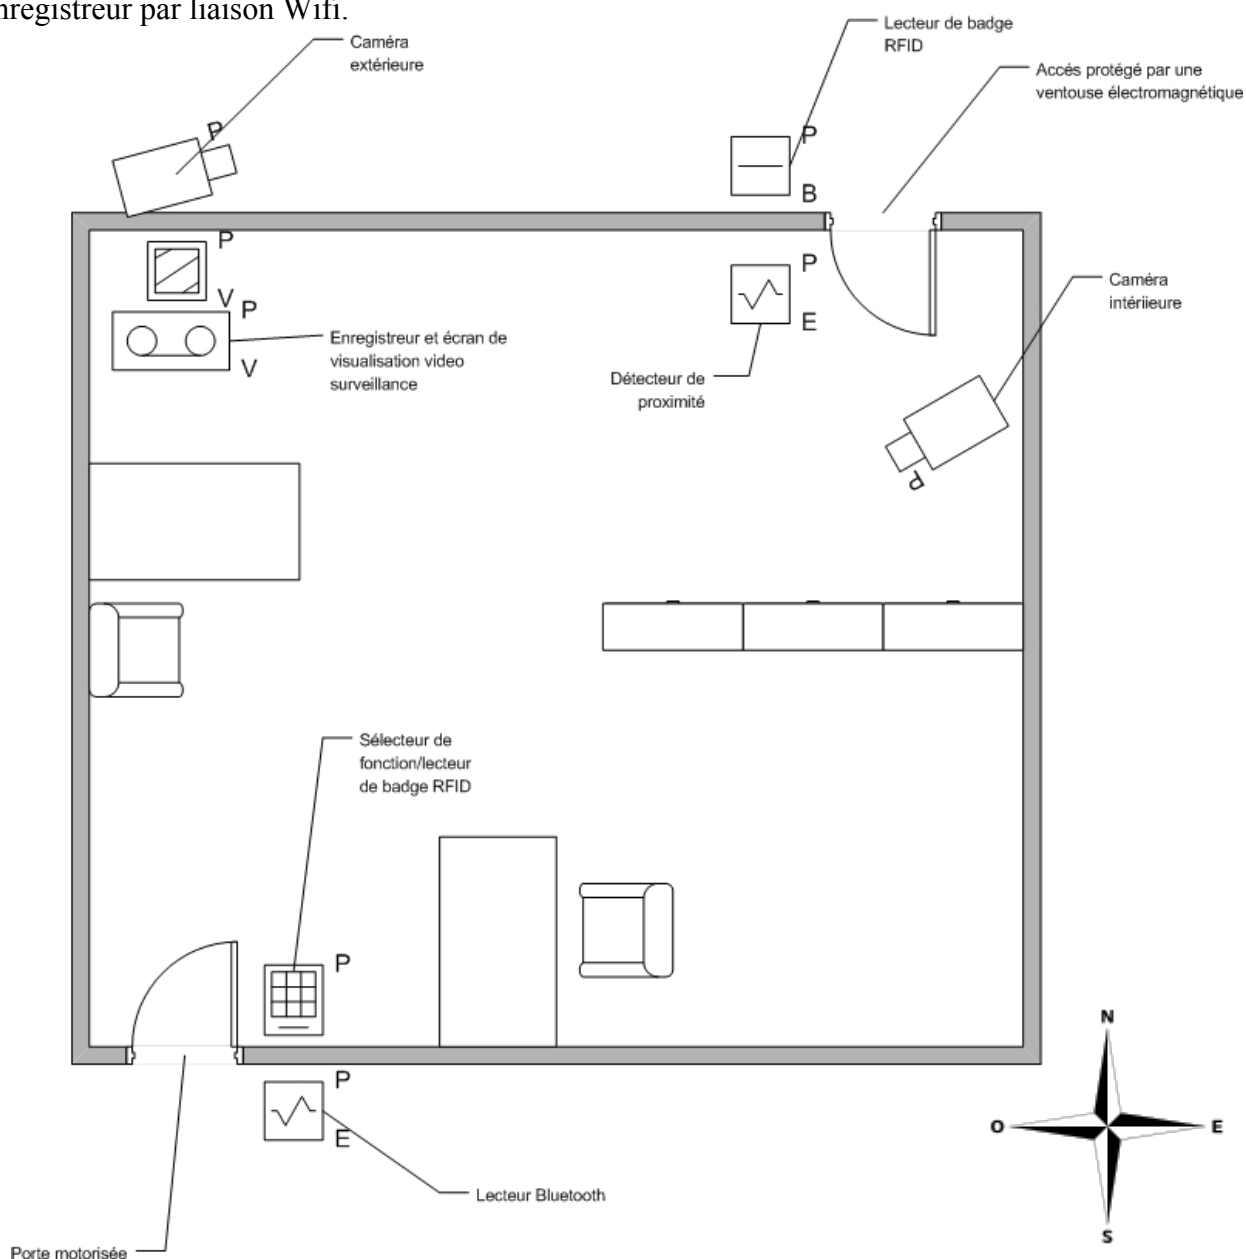 nregistreur par liaison Wifi.
Caméra
extérieure
Lecteur de badge
RFID
Accés protégé par une
ventouse électromagnétique
P
P
B
P
V
P
V
Enregistreur et écran de
visualisation video
surveillance
P
E
Détecteur de
proximité
Caméra
intériieure
P
Sélecteur de
fonction/lecteur
de badge RFID
P
P
E
Lecteur Bluetooth
Porte motorisée
N
O
E
S